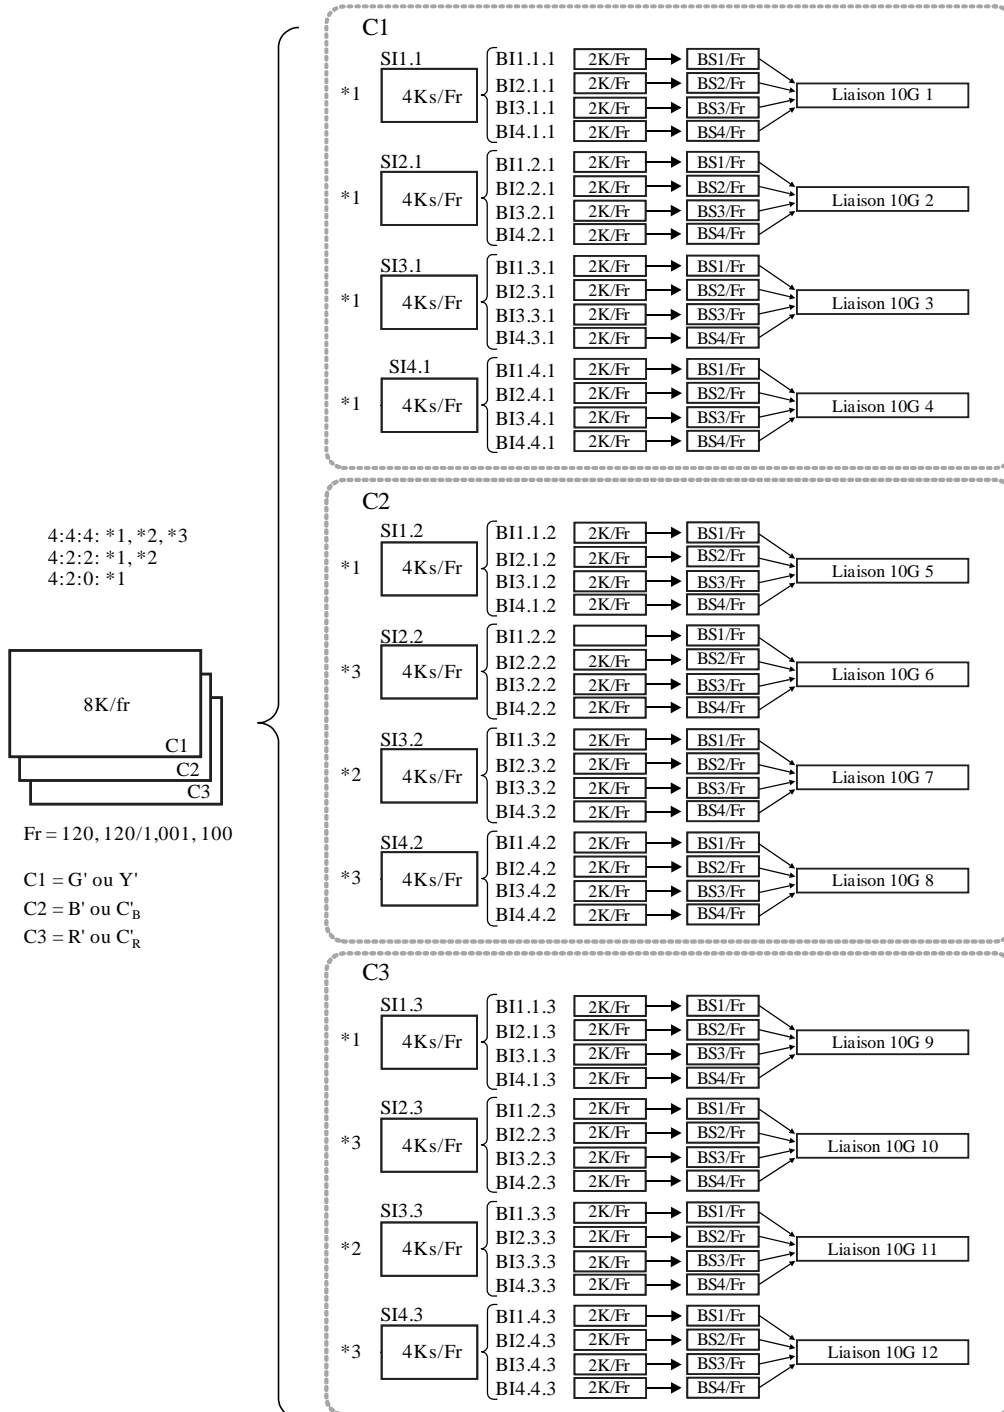 C1
SI1.1
*1
4Ks/Fr
BI1.1.1 2K/Fr BS1/Fr
BI2.1.1 2K/Fr BS2/Fr
BI3.1.1 2K/Fr BS3/Fr
BI4.1.1 2K/Fr BS4/Fr
Liaison 10G 1
SI2.1
*1
4Ks/Fr
BI1.2.1 2K/Fr BS1/Fr
BI2.2.1 2K/Fr BS2/Fr
BI3.2.1 2K/Fr BS3/Fr
BI4.2.1 2K/Fr BS4/Fr
Liaison 10G 2
SI3.1
*1
4Ks/Fr
BI1.3.1 2K/Fr BS1/Fr
BI2.3.1 2K/Fr BS2/Fr
BI3.3.1 2K/Fr BS3/Fr
BI4.3.1 2K/Fr BS4/Fr
Liaison 10G 3
SI4.1
*1
4Ks/Fr
BI1.4.1 2K/Fr BS1/Fr
BI2.4.1 2K/Fr BS2/Fr
BI3.4.1 2K/Fr BS3/Fr
BI4.4.1 2K/Fr BS4/Fr
Liaison 10G 4
4:4:4: *1, *2, *3
4:2:2: *1, *2
4:2:0: *1
8K/fr
C1
C2
C3
Fr = 120, 120/1,001, 100
C1 = G' ou Y'
C2 = B' ou C'B
C3 = R' ou C'R
C2
SI1.2
*1
4Ks/Fr
BI1.1.2 2K/Fr BS1/Fr
BI2.1.2 2K/Fr BS2/Fr
BI3.1.2 2K/Fr BS3/Fr
BI4.1.2 2K/Fr BS4/Fr
Liaison 10G 5
SI2.2
*3
4Ks/Fr
BI1.2.2 BS1/Fr
BI2.2.2 2K/Fr BS2/Fr
BI3.2.2 2K/Fr BS3/Fr
BI4.2.2 2K/Fr BS4/Fr
Liaison 10G 6
SI3.2
*2
4Ks/Fr
BI1.3.2 2K/Fr BS1/Fr
BI2.3.2 2K/Fr BS2/Fr
BI3.3.2 2K/Fr BS3/Fr
BI4.3.2 2K/Fr BS4/Fr
Liaison 10G 7
SI4.2
*3
4Ks/Fr
BI1.4.2 2K/Fr BS1/Fr
BI2.4.2 2K/Fr BS2/Fr
BI3.4.2 2K/Fr BS3/Fr
BI4.4.2 2K/Fr BS4/Fr
Liaison 10G 8
C3
SI1.3
*1
4Ks/Fr
BI1.1.3 2K/Fr BS1/Fr
BI2.1.3 2K/Fr BS2/Fr
BI3.1.3 2K/Fr BS3/Fr
BI4.1.3 2K/Fr BS4/Fr
Liaison 10G 9
SI2.3
*3
4Ks/Fr
BI1.2.3 2K/Fr BS1/Fr
BI2.2.3 2K/Fr BS2/Fr
BI3.2.3 2K/Fr BS3/Fr
BI4.2.3 2K/Fr BS4/Fr
Liaison 10G 10
SI3.3
*2
4Ks/Fr
BI1.3.3 2K/Fr BS1/Fr
BI2.3.3 2K/Fr BS2/Fr
BI3.3.3 2K/Fr BS3/Fr
BI4.3.3 2K/Fr BS4/Fr
Liaison 10G 11
SI4.3
*3
4Ks/Fr
BI1.4.3 2K/Fr BS1/Fr
BI2.4.3 2K/Fr BS2/Fr
BI3.4.3 2K/Fr BS3/Fr
BI4.4.3 2K/Fr BS4/Fr
Liaison 10G 12